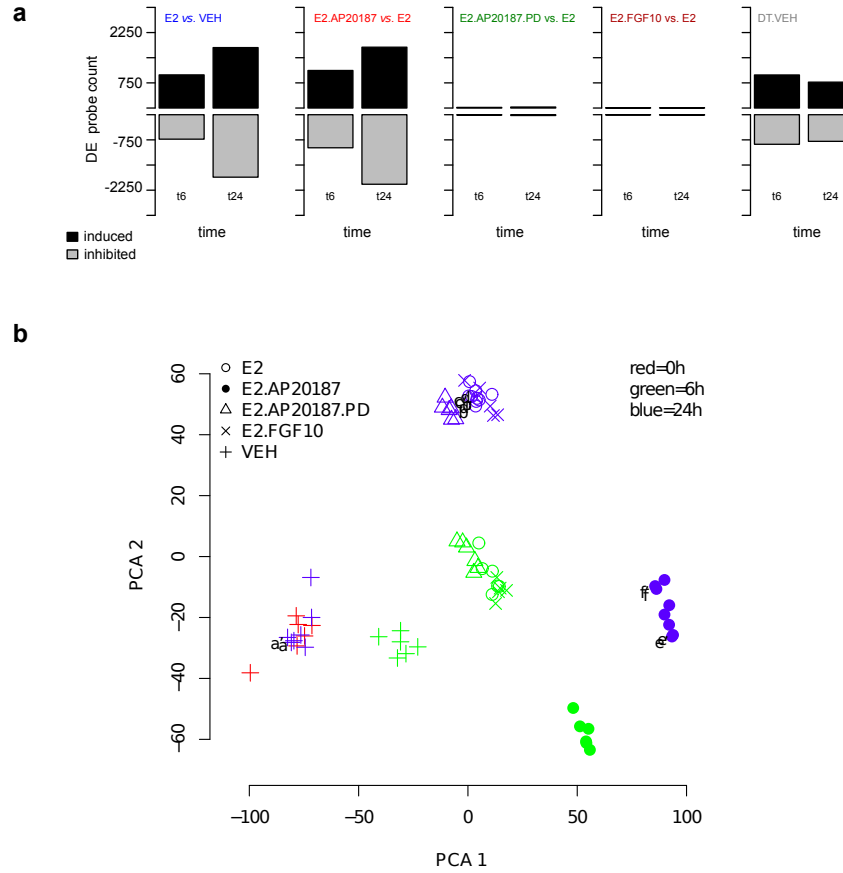 a
E2 vs. VEH
E2.AP20187 vs. E2
E2.AP20187.PD vs. E2
E2.FGF10 vs. E2
DT.VEH
2250
750
-750
-2250
DE probe count
t6
t24
t6
t24
t6
t24
t6
t24
t6
t24
time
time
time
time
time
induced
inhibited
b
E2
E2.AP20187
E2.AP20187.PD
E2.FGF10
VEH
red=0h
green=6h
blue=24h
60
40
20
0
−20
−40
−60
PCA 2
a
a
f
f
e
e
−100
−50
0
50
100
PCA 1